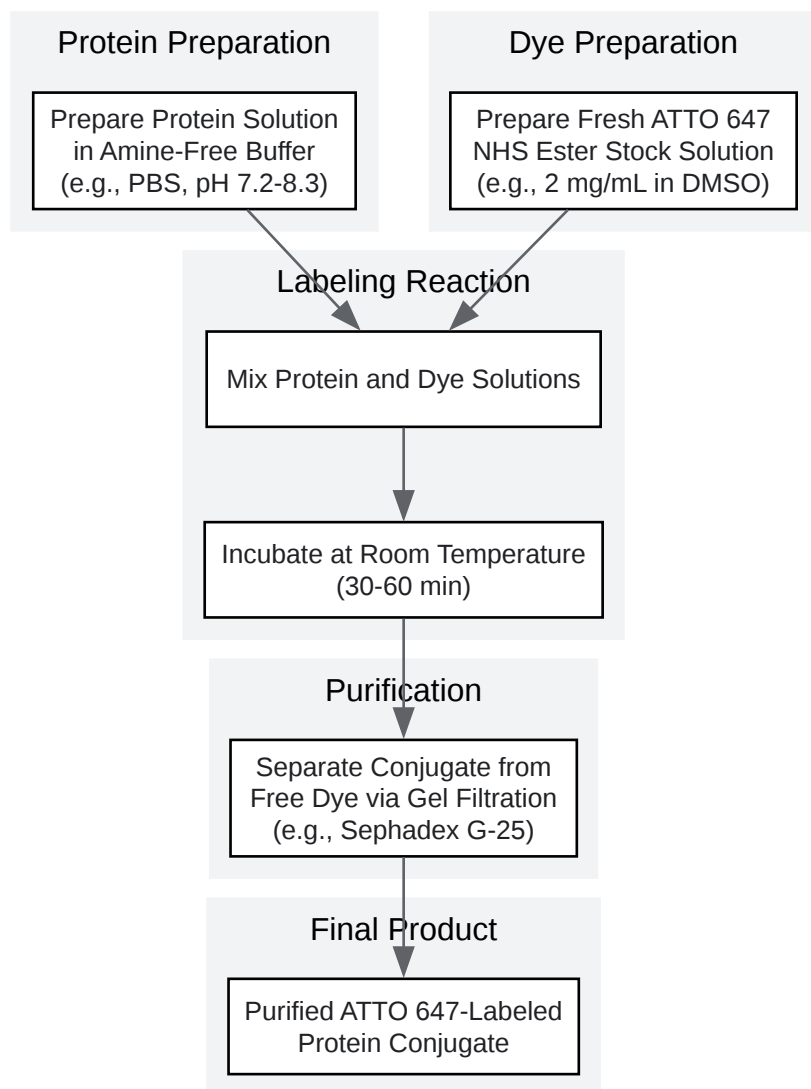 Protein Preparation
Prepare Protein Solution
in Amine-Free Buffer
(e.g., PBS, pH 7.2-8.3)
Dye Preparation
Prepare Fresh ATTO 647
NHS Ester Stock Solution
(e.g., 2 mg/mL in DMSO)
Labeling Reaction
Mix Protein and Dye Solutions
Incubate at Room Temperature
(30-60 min)
Purification
Separate Conjugate from
Free Dye via Gel Filtration
(e.g., Sephadex G-25)
Final Product
Purified ATTO 647-Labeled
Protein Conjugate